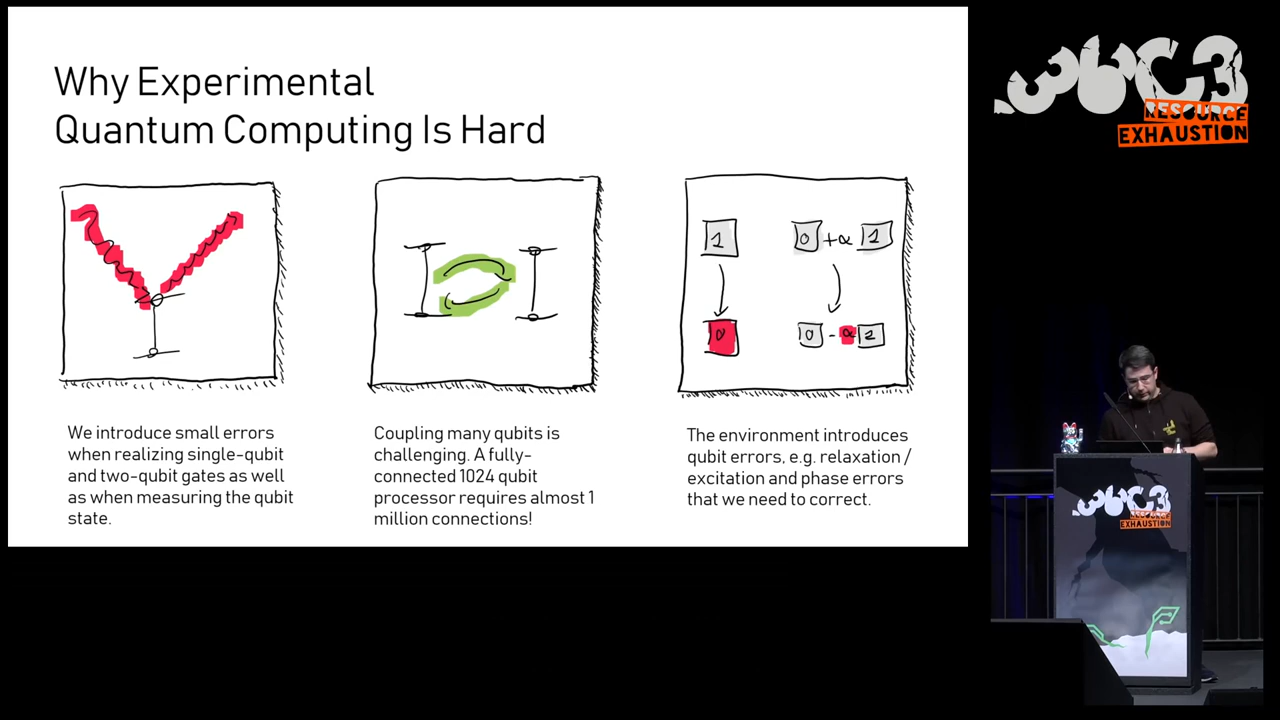 Why Experimental
Quantum Computing Is Hard
1
0 + α 1
0
0 - α 1
We introduce small errors
when realizing single-qubit
and two-qubit gates as well
as when measuring the qubit
state.
Coupling many qubits is
challenging. A fully-
connected 1024 qubit
processor requires almost 1
million connections!
The environment introduces
qubit errors, e.g. relaxation /
excitation and phase errors
that we need to correct.
36C3
RESOURCE
EXHAUSTION
36C3
RESOURCE
EXHAUSTION